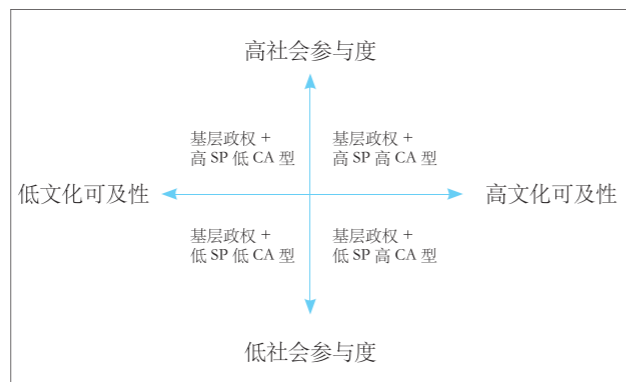 高社会参与度
基层政权 +
高 SP 低 CA 型
基层政权 +
高 SP 高 CA 型
低文化可及性
高文化可及性
基层政权 +
低 SP 低 CA 型
基层政权 +
低 SP 高 CA 型
低社会参与度